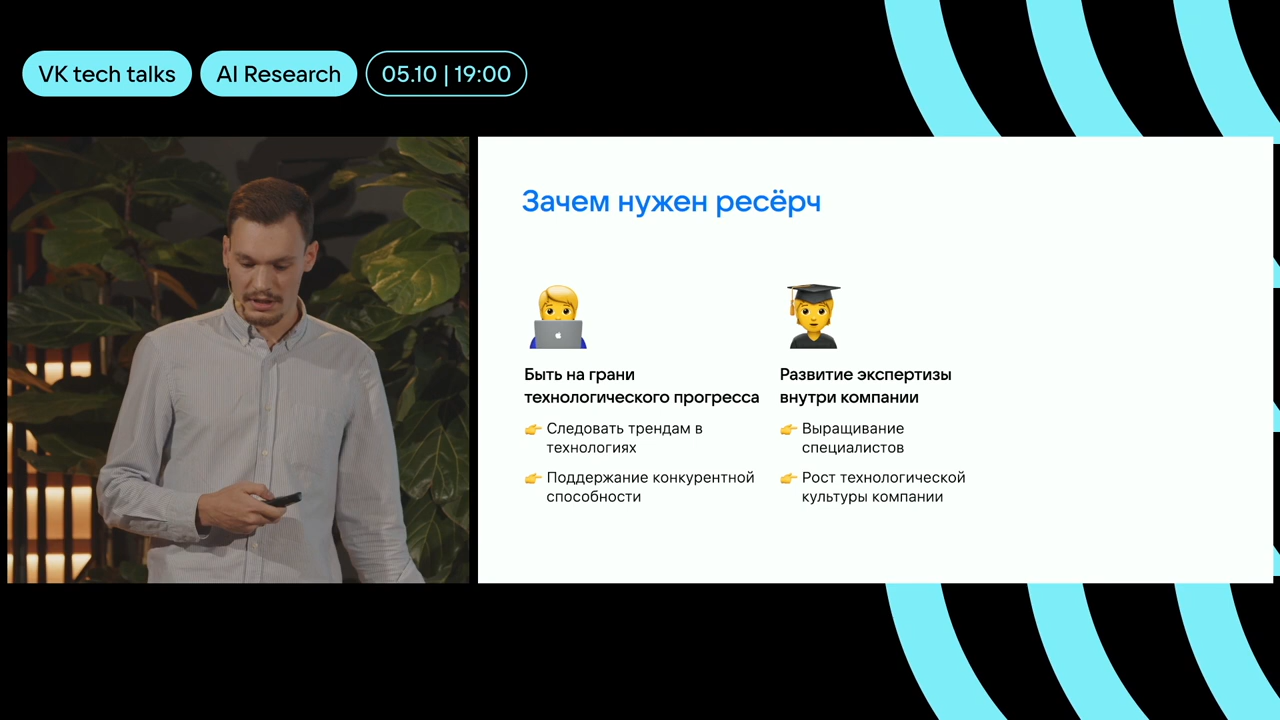 VK tech talks
AI Research
05.10 | 19:00
Зачем нужен ресёрч
Быть на грани
технологического прогресса
👉 Следовать трендам в
технологиях
👉 Поддержание конкурентной
способности
Развитие экспертизы
внутри компании
👉 Выращивание
специалистов
👉 Рост технологической
культуры компании